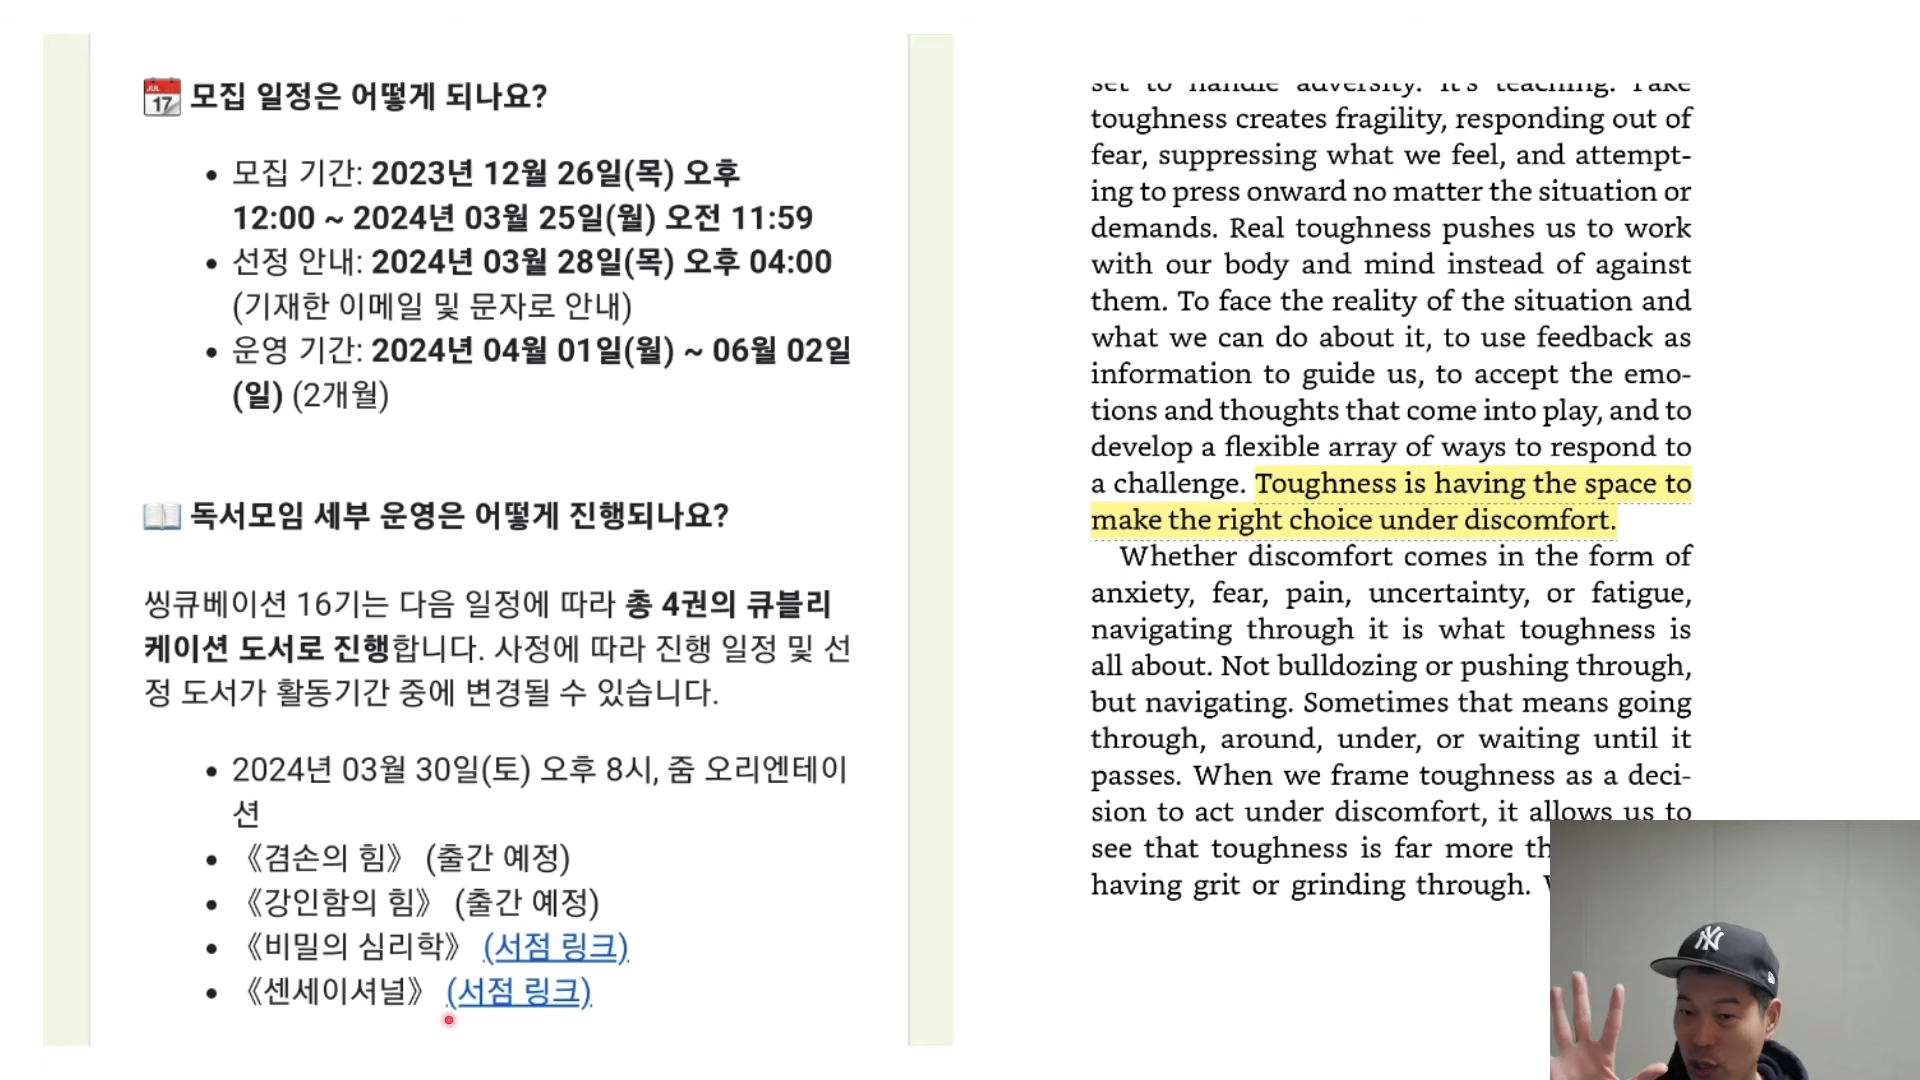 JUL
17
모집 일정은 어떻게 되나요?
모집 기간: 2023년 12월 26일(목) 오후
12:00 ~ 2024년 03월 25일(월) 오전 11:59
선정 안내: 2024년 03월 28일(목) 오후 04:00
(기재한 이메일 및 문자로 안내)
운영 기간: 2024년 04월 01일(월) ~ 06월 02일
(일) (2개월)
독서모임 세부 운영은 어떻게 진행되나요?
씽큐베이션 16기는 다음 일정에 따라 총 4권의 큐블리
케이션 도서로 진행합니다. 사정에 따라 진행 일정 및 선
정 도서가 활동기간 중에 변경될 수 있습니다.
2024년 03월 30일(토) 오후 8시, 줌 오리엔테이
션
《겸손의 힘》 (출간 예정)
《강인함의 힘》 (출간 예정)
《비밀의 심리학》 (서점 링크)
《센세이셔널》 (서점 링크)
set to handle adversity. It's teaching. Fake
toughness creates fragility, responding out of
fear, suppressing what we feel, and attempt-
ing to press onward no matter the situation or
demands. Real toughness pushes us to work
with our body and mind instead of against
them. To face the reality of the situation and
what we can do about it, to use feedback as
information to guide us, to accept the emo-
tions and thoughts that come into play, and to
develop a flexible array of ways to respond to
a challenge. Toughness is having the space to
make the right choice under discomfort.
Whether discomfort comes in the form of
anxiety, fear, pain, uncertainty, or fatigue,
navigating through it is what toughness is
all about. Not bulldozing or pushing through,
but navigating. Sometimes that means going
through, around, under, or waiting until it
passes. When we frame toughness as a deci-
sion to act under discomfort, it allows us to
see that toughness is far more th
having grit or grinding through.
NY